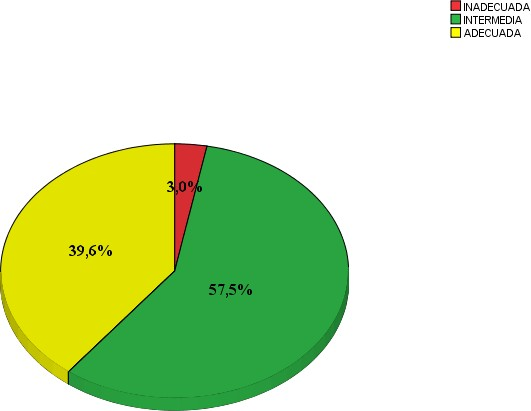 INADECUADA
INTERMEDIA
ADECUADA
3,0%
39,6%
57,5%